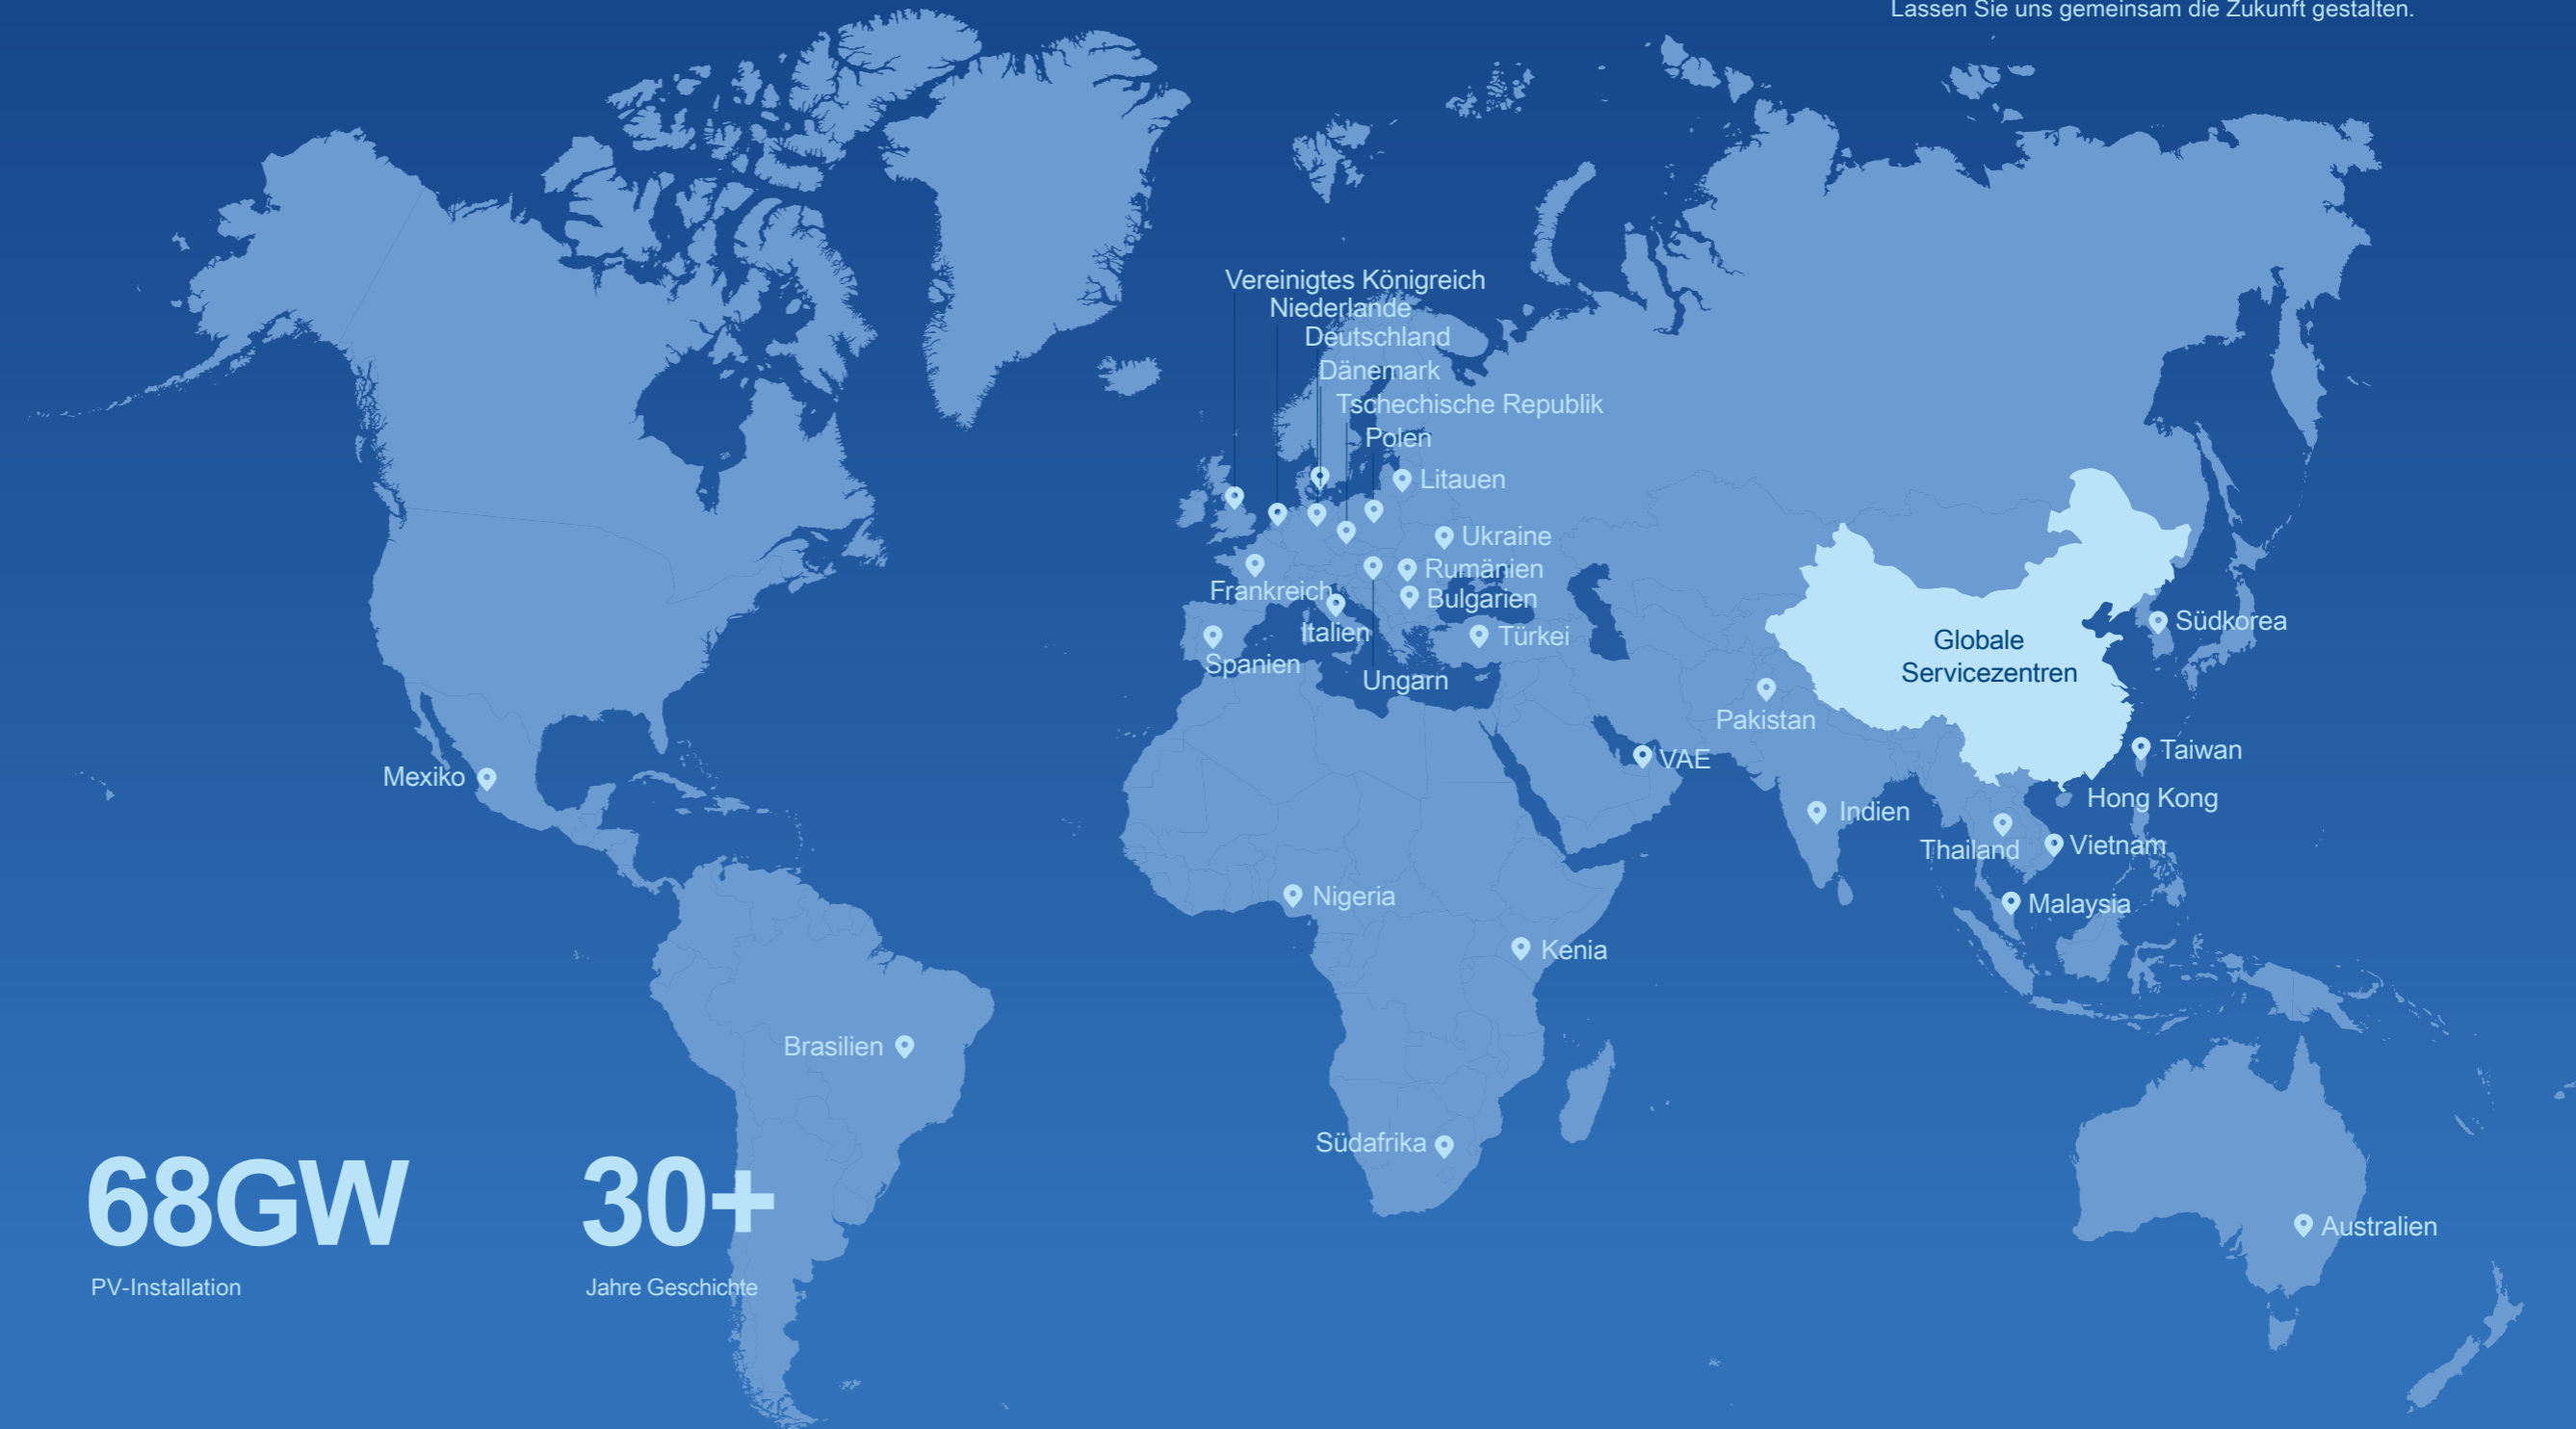 Lassen Sie uns gemeinsam die Zukunft gestalten.
Vereinigtes Königreich
Niederlande
Deutschland
Dänemark
Tschechische Republik
Polen
Litauen
Ukraine
Rumänien
Frankreich
Bulgarien
Italien
Türkei
Spanien
Ungarn
Südkorea
Globale
Servicezentren
Pakistan
Taiwan
VAE
Mexiko
Hong Kong
Indien
Thailand
Vietnam
Nigeria
Malaysia
Kenia
Brasilien
Südafrika
Australien
68GW
PV-Installation
30+
Jahre Geschichte